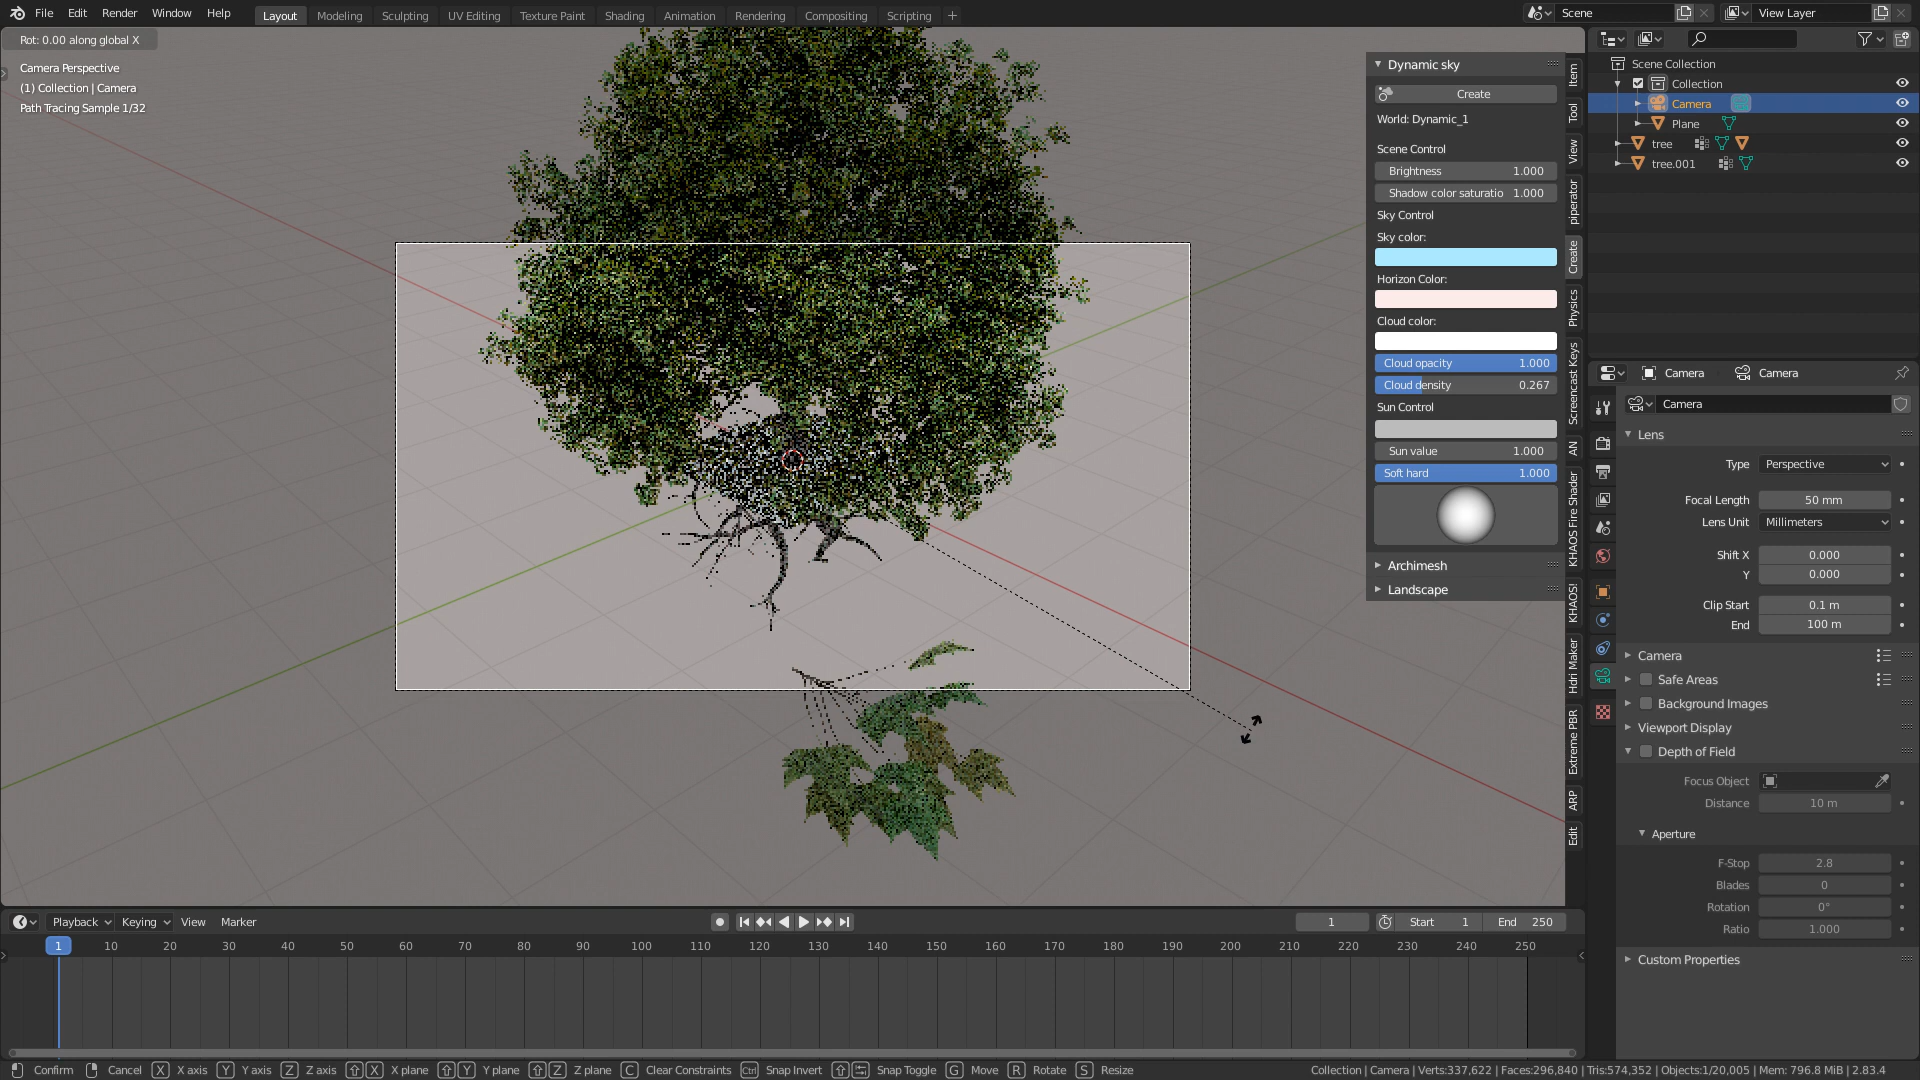 File Edit Render Window Help Layout Modeling Sculpting UV Editing Texture Paint Shading Animation Rendering Compositing Scripting + Scene View Layer
Rot: 0.00 along global X
Camera Perspective
(1) Collection | Camera
Path Tracing Sample 1/32
Dynamic sky
Create
World: Dynamic_1
Scene Control
Brightness 1.000
Shadow color saturatio 1.000
Sky Control
Sky color:
Horizon Color:
Cloud color:
Cloud opacity 1.000
Cloud density 0.267
Sun Control
Sun value 1.000
Soft hard 1.000
Archimesh
Landscape
Item
Tool
View
piperator
Create
Physics
Screencast Keys
AN
KHAOS Fire Shader
KHAOS!
Hdri Maker
Extreme PBR
ARP
Edit
Scene Collection
Collection
Camera
Plane
tree
tree.001
Camera Camera
Camera
Lens
Type Perspective
Focal Length 50 mm
Lens Unit Millimeters
Shift X 0.000
Y 0.000
Clip Start 0.1 m
End 100 m
Camera
Safe Areas
Background Images
Viewport Display
Depth of Field
Focus Object
Distance 10 m
Aperture
F-Stop 2.8
Blades 0
Rotation 0°
Ratio 1.000
Custom Properties
Playback Keying View Marker 1 Start 1 End 250
1 10 20 30 40 50 60 70 80 90 100 110 120 130 140 150 160 170 180 190 200 210 220 230 240 250
Confirm Cancel X X axis Y Y axis Z Z axis X X plane Y Y plane Z Z plane C Clear Constraints Ctrl Snap Invert Snap Toggle G Move R Rotate S Resize Collection | Camera | Verts:337,622 | Faces:296,840 | Tris:574,352 | Objects:1/20,005 | Mem: 796.8 MiB | 2.83.4